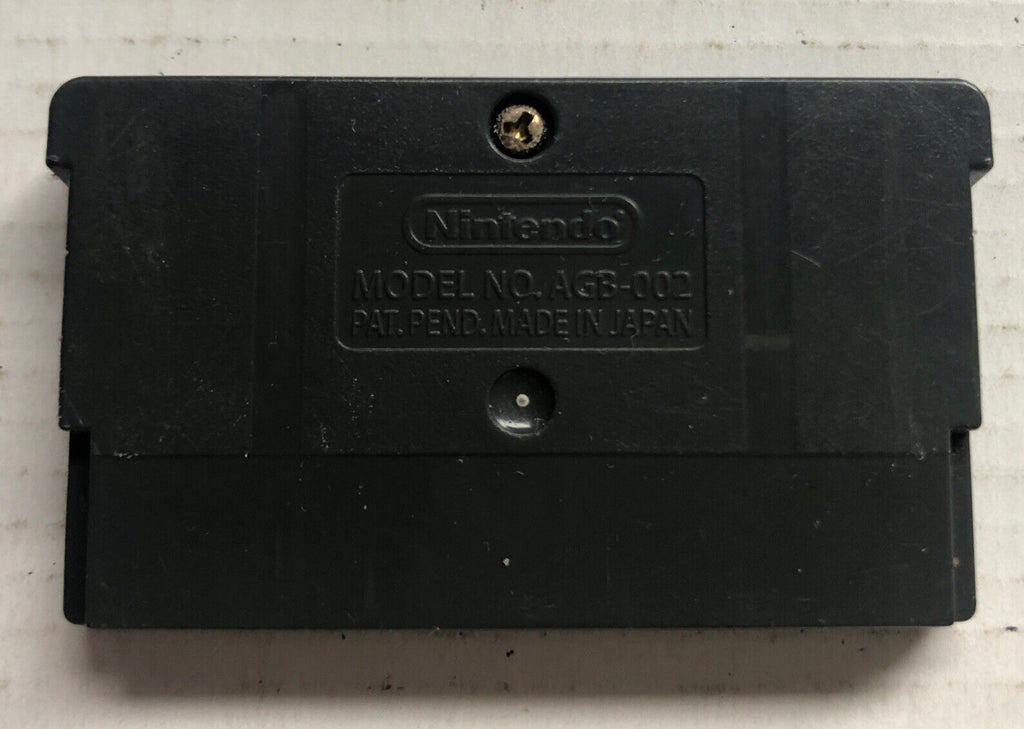 Nintendo
MODEL NO. AGB-002
PAT. PEND. MADE IN JAPAN